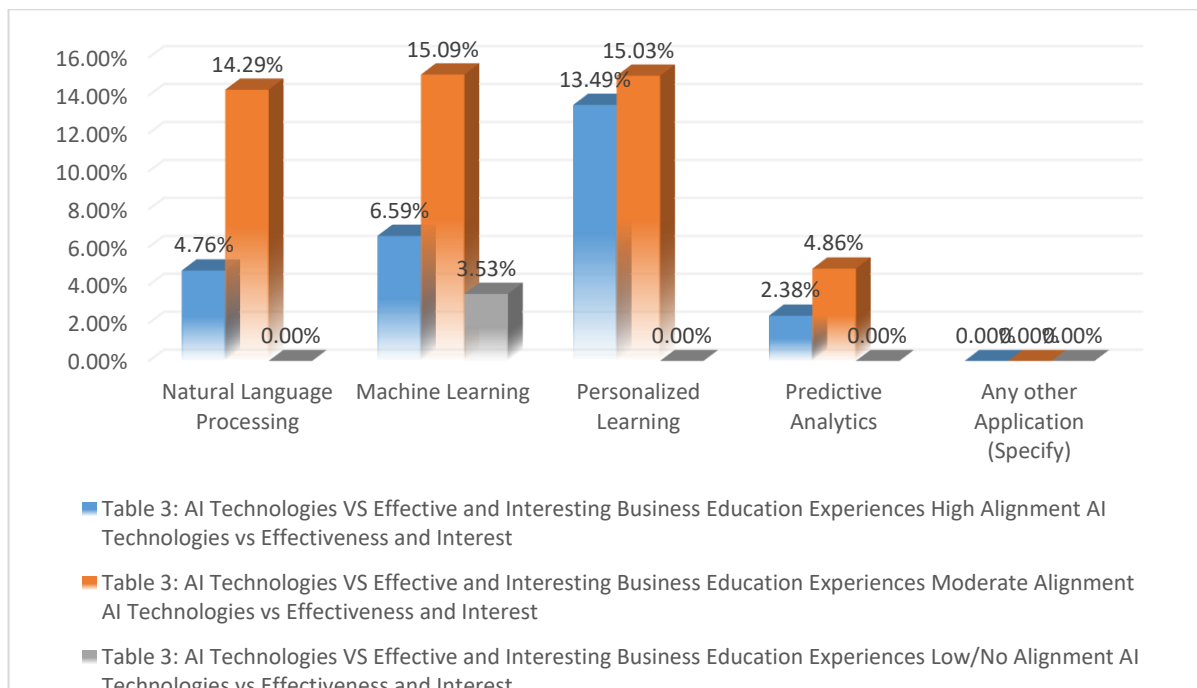 16.00%
14.00%
12.00%
10.00%
8.00%
6.00%
4.00%
2.00%
0.00%
4.76%
14.29%
0.00%
6.59%
15.09%
3.53%
13.49%
15.03%
0.00%
2.38%
4.86%
0.00%
0.00%
0.00%
0.00%
Natural Language
Processing
Machine Learning
Personalized
Learning
Predictive
Analytics
Any other
Application
(Specify)
Table 3: AI Technologies VS Effective and Interesting Business Education Experiences High Alignment AI
Technologies vs Effectiveness and Interest
Table 3: AI Technologies VS Effective and Interesting Business Education Experiences Moderate Alignment
AI Technologies vs Effectiveness and Interest
Table 3: AI Technologies VS Effective and Interesting Business Education Experiences Low/No Alignment AI
Technologies vs Effectiveness and Interest